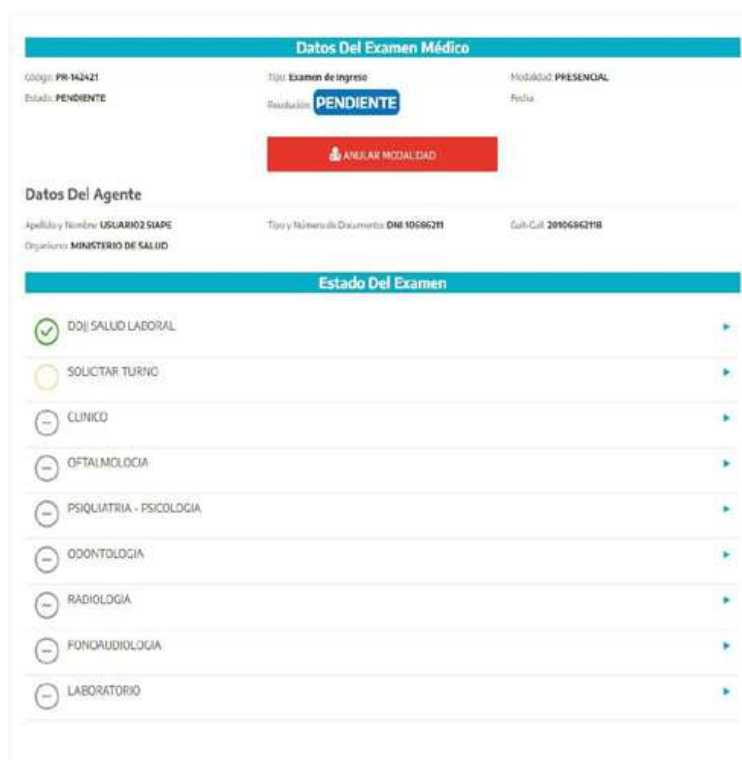 Datos Del Examen Médico
Código: PR-142421 Tipo: Examen de ingreso Modalidad: PRESENCIAL
Estado: PENDIENTE Resolución: PENDIENTE Fecha:
ANULAR MODALIDAD
Datos Del Agente
Apellido y Nombre: USUARIO2 SIAPE Tipo y Número de Documento: DNI 10686211 Cuit-Cuil: 20106862118
Organismo: MINISTERIO DE SALUD
Estado Del Examen
DDJJ SALUD LABORAL
SOLICITAR TURNO
CLINICO
OFTALMOLOGIA
PSIQUIATRIA - PSICOLOGIA
ODONTOLOGIA
RADIOLOGIA
FONOAUDIOLOGIA
LABORATORIO